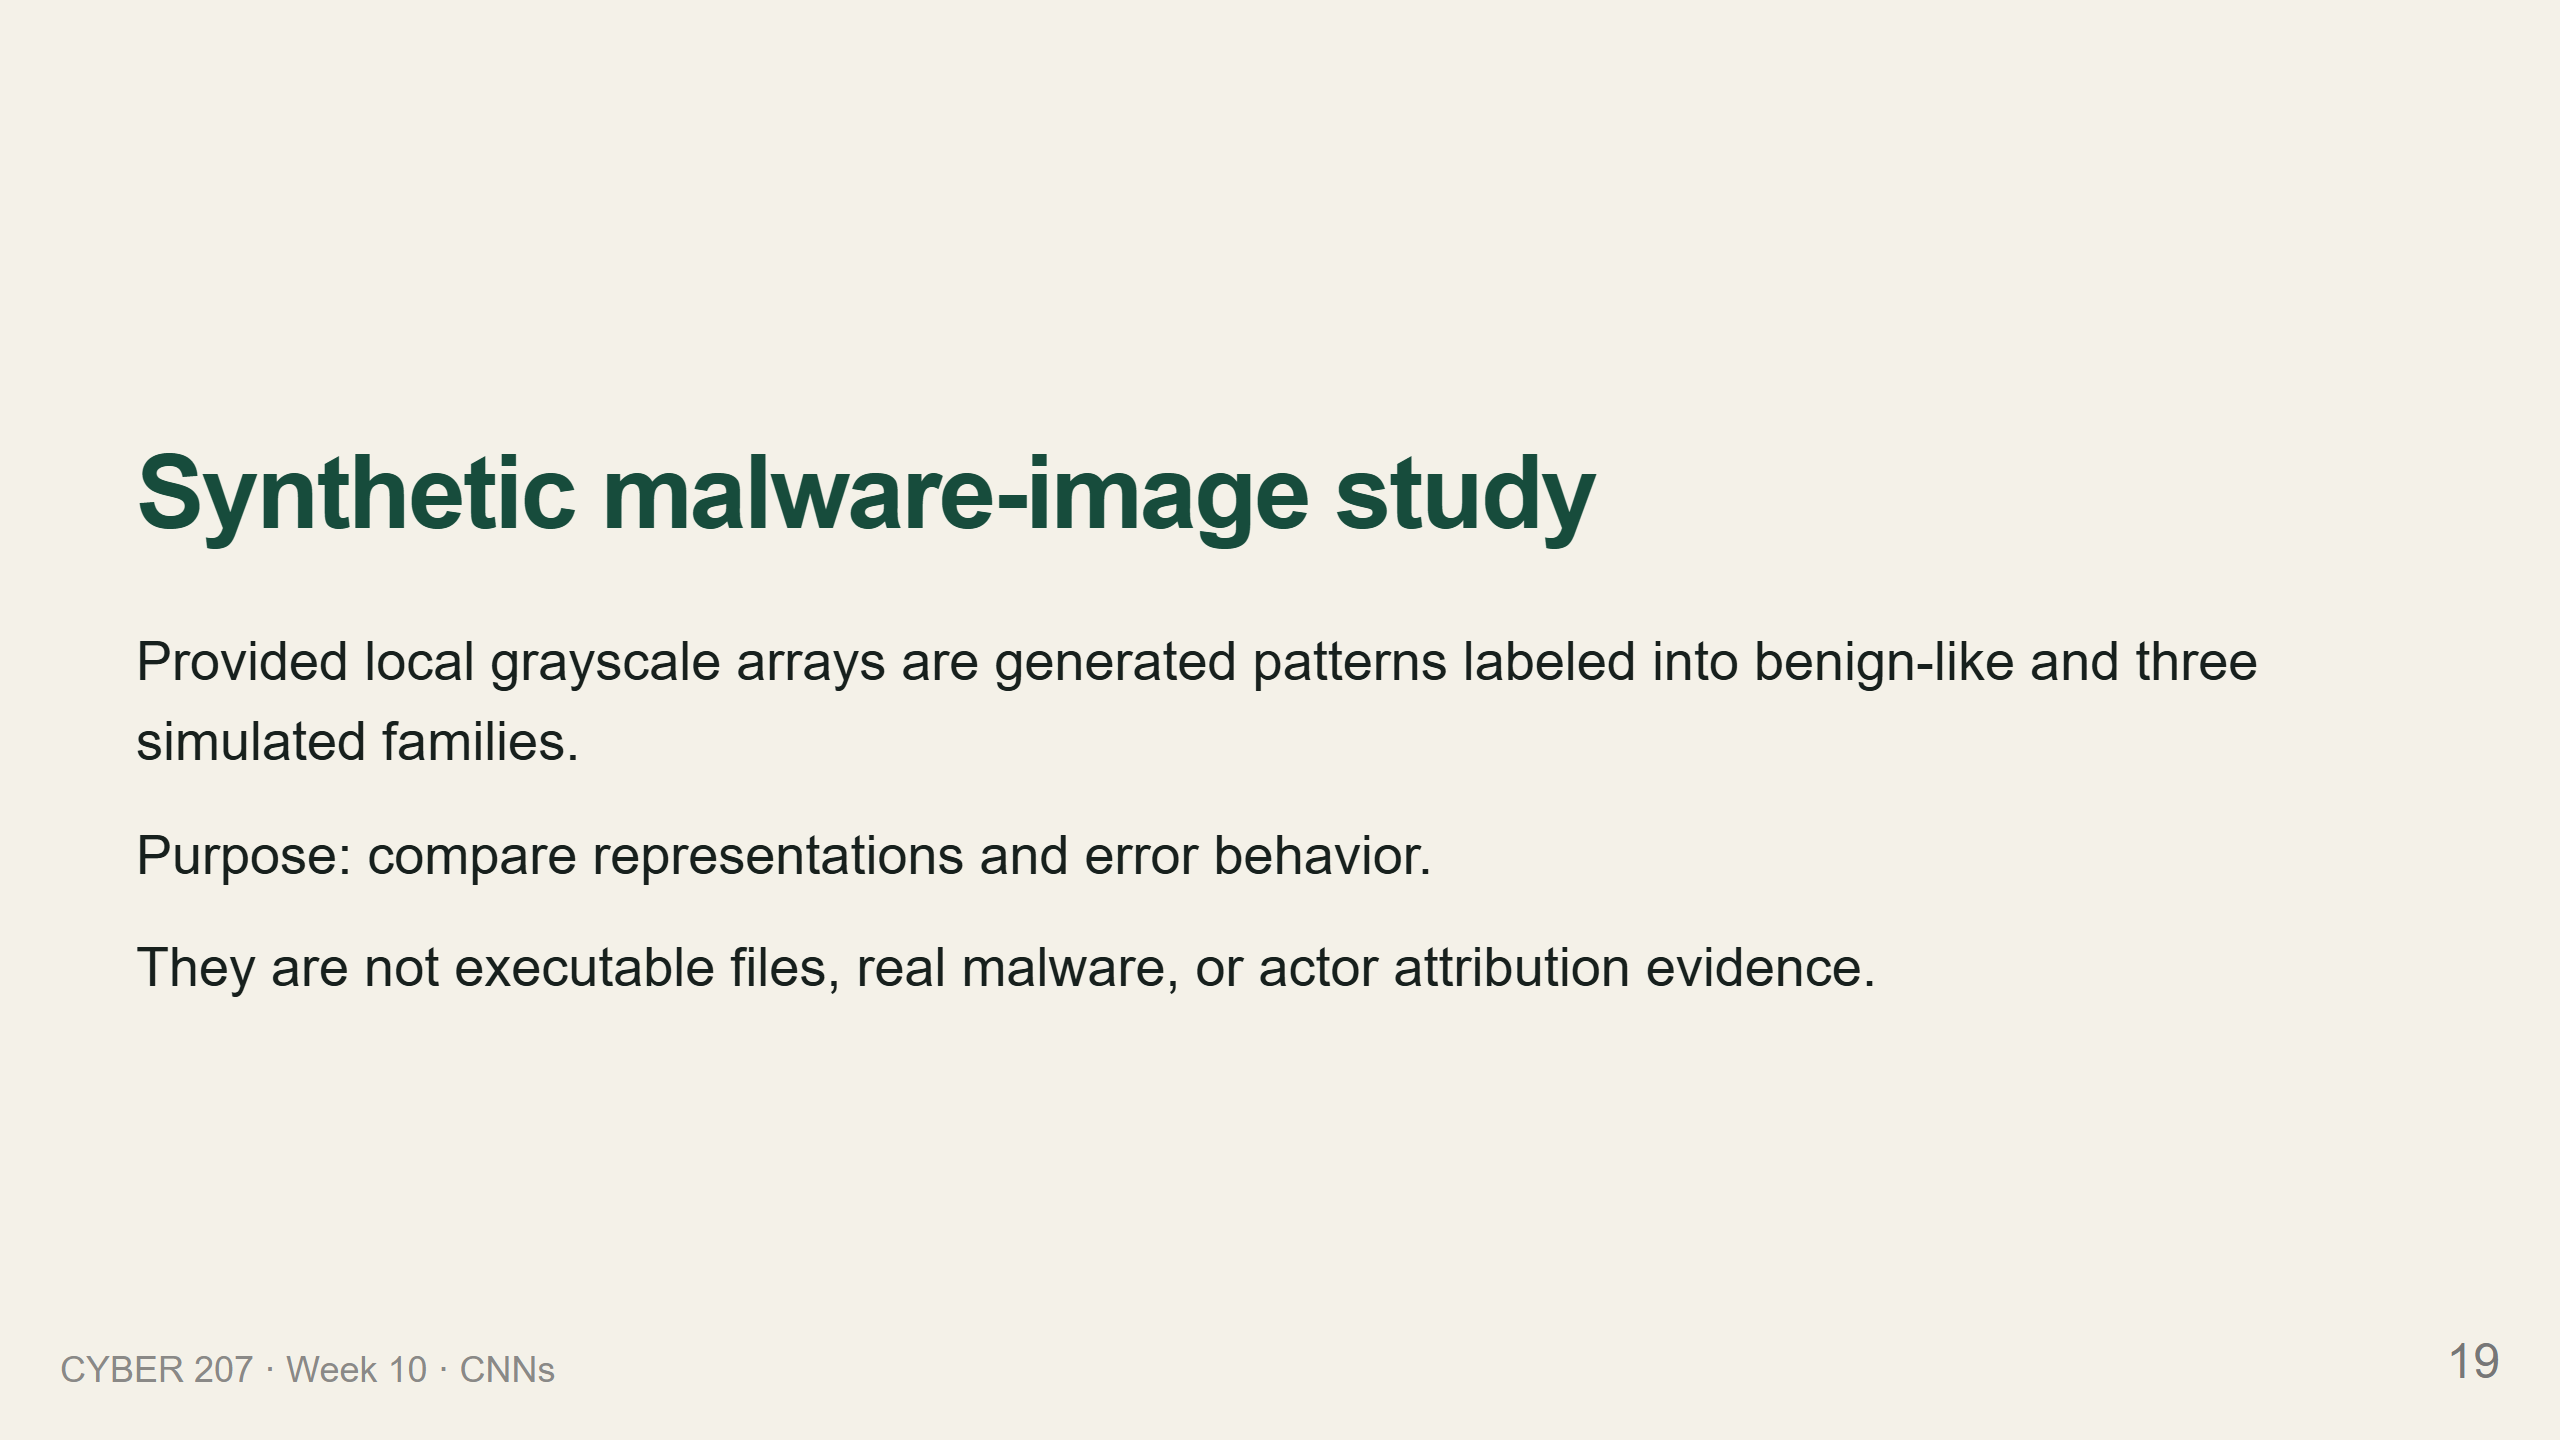 Synthetic malware-image study
Provided local grayscale arrays are generated patterns labeled into benign-like and three
simulated families.
Purpose: compare representations and error behavior.
They are not executable files, real malware, or actor attribution evidence.
CYBER 207 · Week 10 · CNNs
19